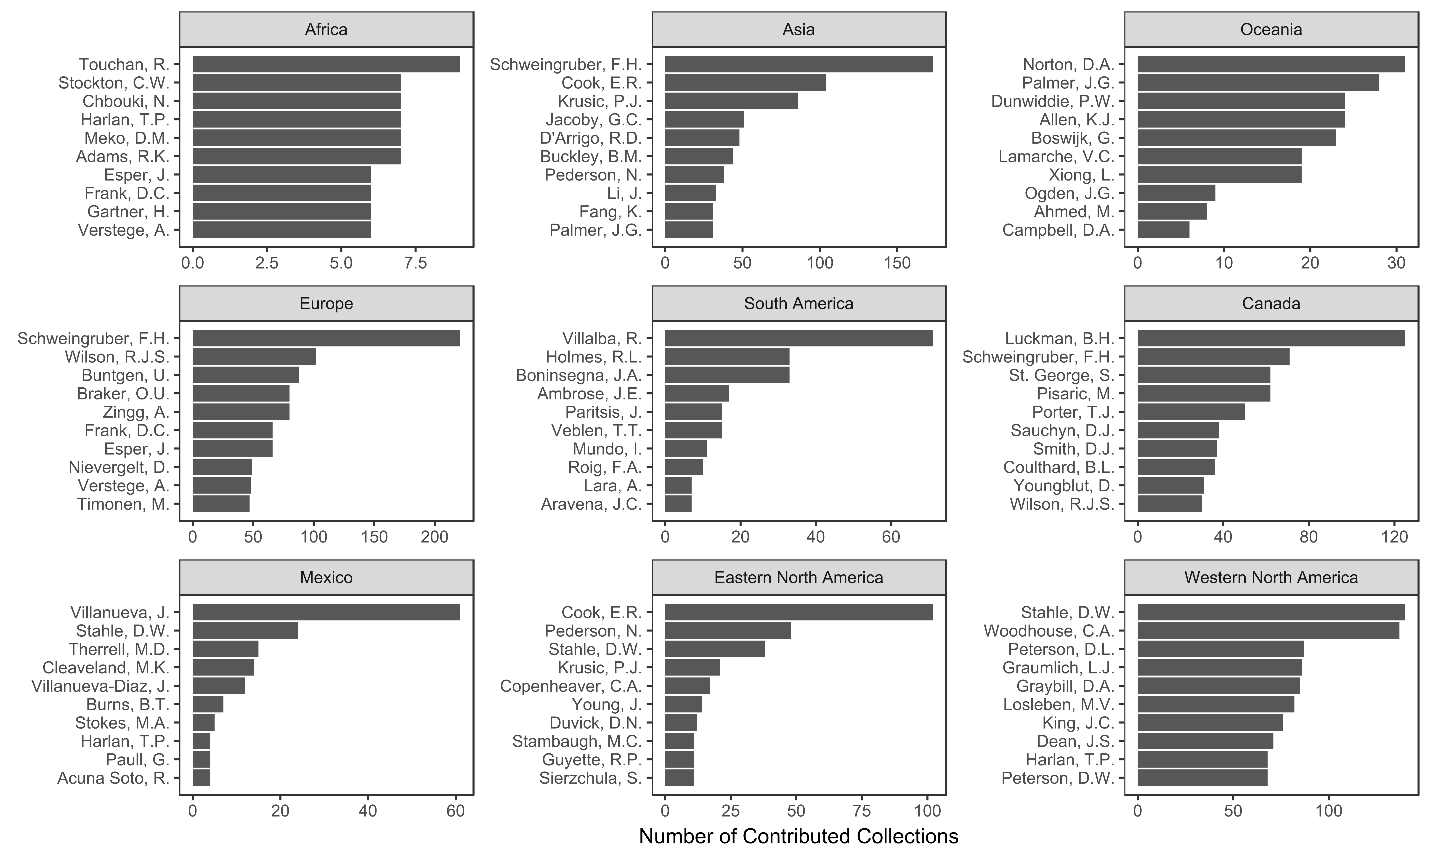 Africa
Touchan, R.
Stockton, C.W.
Chbouki, N.
Harlan, T.P.
Meko, D.M.
Adams, R.K.
Esper, J.
Frank, D.C.
Gartner, H.
Verstege, A.
0.0 2.5 5.0 7.5
Asia
Schweingruber, F.H.
Cook, E.R.
Krusic, P.J.
Jacoby, G.C.
D'Arrigo, R.D.
Buckley, B.M.
Pederson, N.
Li, J.
Fang, K.
Palmer, J.G.
0 50 100 150
Oceania
Norton, D.A.
Palmer, J.G.
Dunwiddie, P.W.
Allen, K.J.
Boswijk, G.
Lamarche, V.C.
Xiong, L.
Ogden, J.G.
Ahmed, M.
Campbell, D.A.
0 10 20 30
Europe
Schweingruber, F.H.
Wilson, R.J.S.
Buntgen, U.
Braker, O.U.
Zingg, A.
Frank, D.C.
Esper, J.
Nievergelt, D.
Verstege, A.
Timonen, M.
0 50 100 150 200
South America
Villalba, R.
Holmes, R.L.
Boninsegna, J.A.
Ambrose, J.E.
Paritsis, J.
Veblen, T.T.
Mundo, I.
Roig, F.A.
Lara, A.
Aravena, J.C.
0 20 40 60
Canada
Luckman, B.H.
Schweingruber, F.H.
St. George, S.
Pisaric, M.
Porter, T.J.
Sauchyn, D.J.
Smith, D.J.
Coulthard, B.L.
Youngblut, D.
Wilson, R.J.S.
0 40 80 120
Mexico
Villanueva, J.
Stahle, D.W.
Therrell, M.D.
Cleaveland, M.K.
Villanueva-Diaz, J.
Burns, B.T.
Stokes, M.A.
Harlan, T.P.
Paull, G.
Acuna Soto, R.
0 20 40 60
Eastern North America
Cook, E.R.
Pederson, N.
Stahle, D.W.
Krusic, P.J.
Copenheaver, C.A.
Young, J.
Duvick, D.N.
Stambaugh, M.C.
Guyette, R.P.
Sierzchula, S.
0 25 50 75 100
Western North America
Stahle, D.W.
Woodhouse, C.A.
Peterson, D.L.
Graumlich, L.J.
Graybill, D.A.
Losleben, M.V.
King, J.C.
Dean, J.S.
Harlan, T.P.
Peterson, D.W.
0 50 100
Number of Contributed Collections